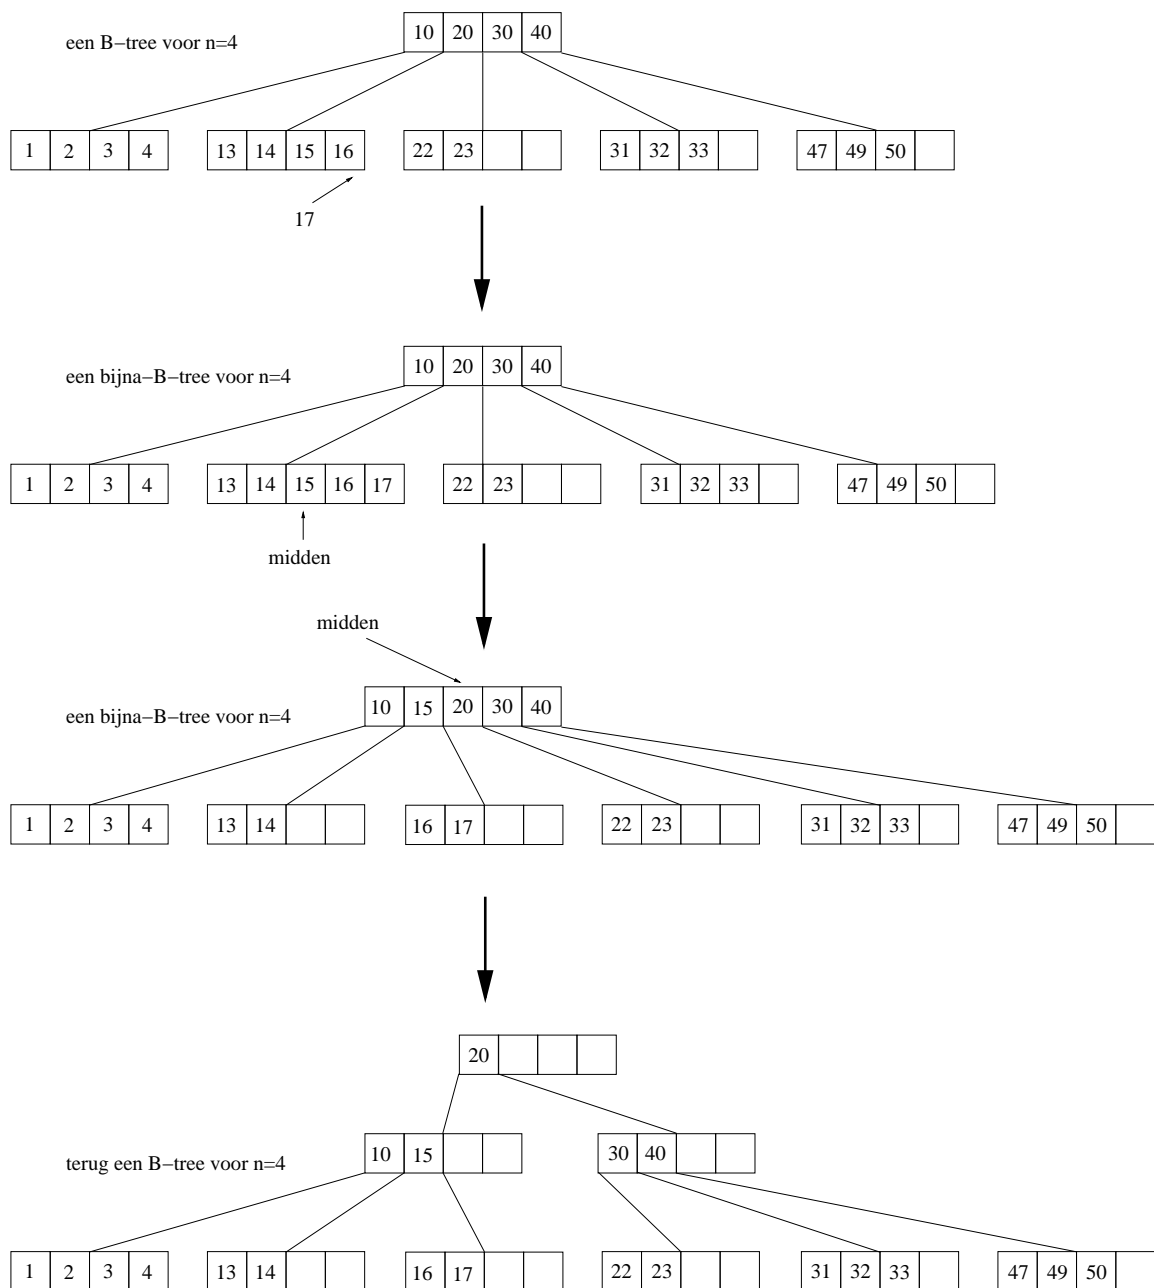 een B−tree voor n=4
10 20 30 40
1 2 3 4 13 14 15 16 22 23 31 32 33 47 49 50
17
een bijna−B−tree voor n=4
10 20 30 40
1 2 3 4 13 14 15 16 17 22 23 31 32 33 47 49 50
midden
midden
een bijna−B−tree voor n=4
10 15 20 30 40
1 2 3 4 13 14 16 17 22 23 31 32 33 47 49 50
20
terug een B−tree voor n=4
10 15 30 40
1 2 3 4 13 14 16 17 22 23 31 32 33 47 49 50